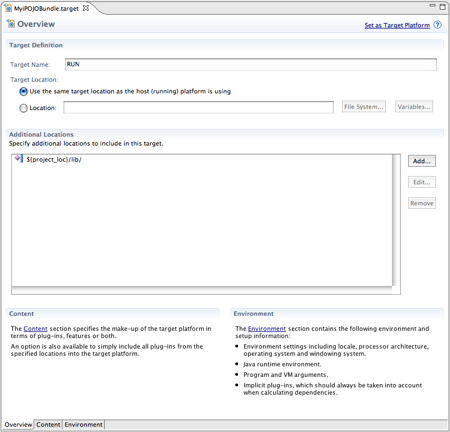 MyiPOJOBundle.target
Overview
Set as Target Platform
Target Definition
Target Name:
RUN
Target Location:
Use the same target location as the host (running) platform is using
Location:
File System...
Variables...
Additional Locations
Specify additional locations to include in this target.
${project_loc}/lib/
Add...
Edit...
Remove
Content
The Content section specifies the make-up of the target platform in
terms of plug-ins, features or both.
An option is also available to simply include all plug-ins from the
specified locations into the target platform.
Environment
The Environment section contains the following environment and
setup information:
Environment settings including locale, processor architecture,
operating system and windowing system.
Java runtime environment.
Program and VM arguments.
Implicit plug-ins, which should always be taken into account
when calculating dependencies.
Overview Content Environment